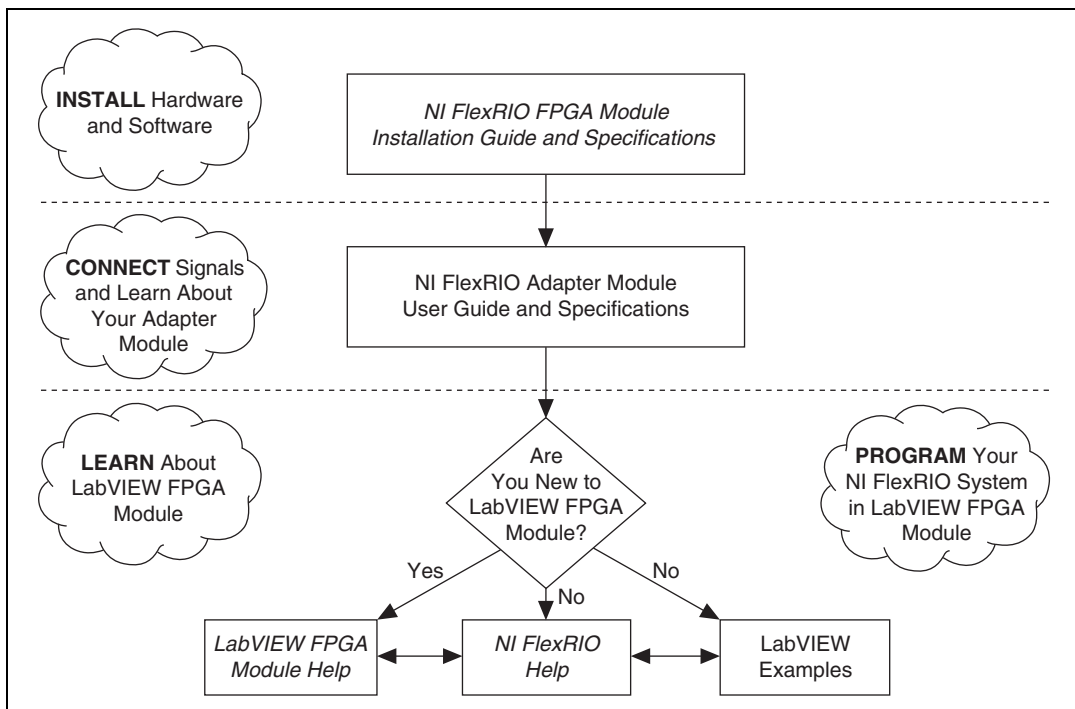 INSTALL Hardware
and Software
NI FlexRIO FPGA Module
Installation Guide and Specifications
CONNECT Signals
and Learn About
Your Adapter
Module
NI FlexRIO Adapter Module
User Guide and Specifications
LEARN About
LabVIEW FPGA
Module
Are
You New to
LabVIEW FPGA
Module?
PROGRAM Your
NI FlexRIO System
in LabVIEW FPGA
Module
Yes
No
No
LabVIEW FPGA
Module Help
NI FlexRIO
Help
LabVIEW
Examples